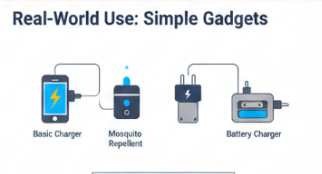 Real-World Use: Simple Gadgets
Basic Charger
Mosquito
Repellent
Battery Charger